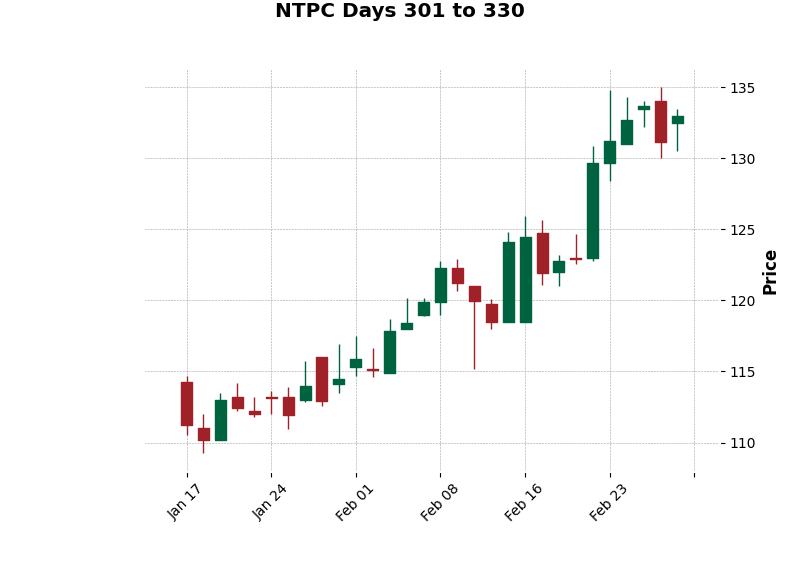 NTPC Days 301 to 330
135
130
125
120
115
110
Price
Jan 17
Jan 24
Feb 01
Feb 08
Feb 16
Feb 23